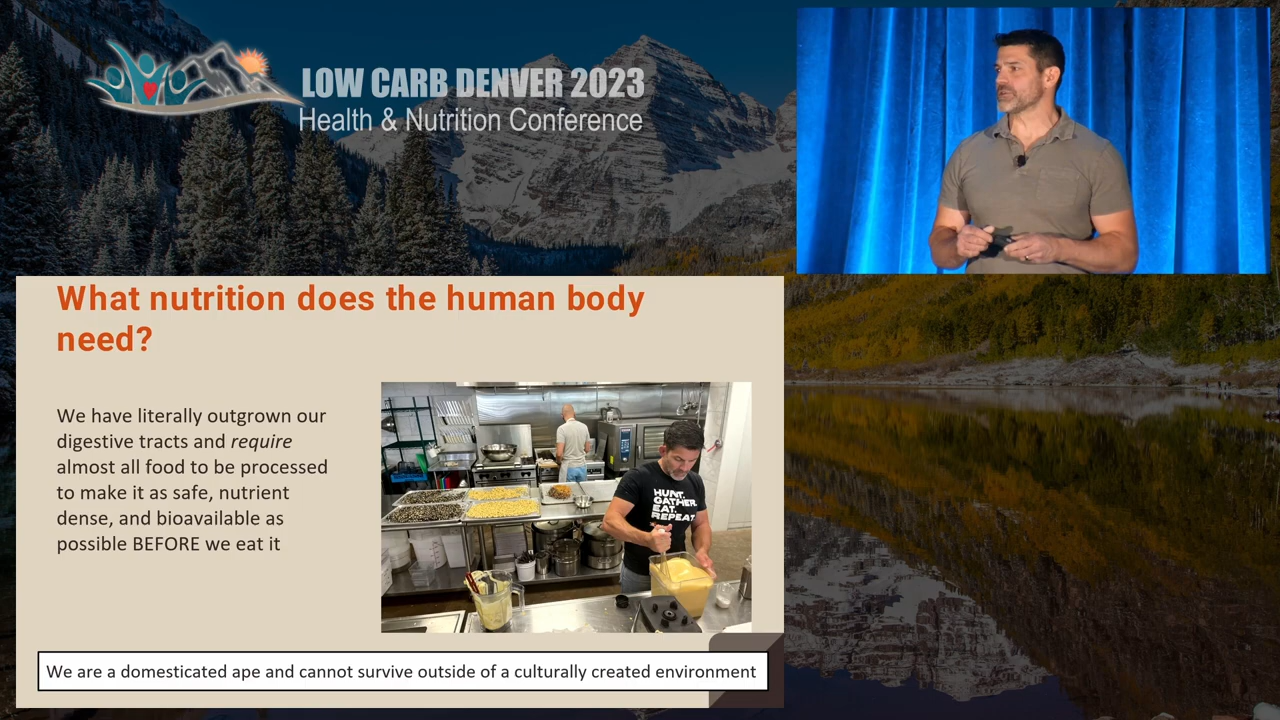 LOW CARB DENVER 2023
Health & Nutrition Conference
What nutrition does the human body
need?
We have literally outgrown our
digestive tracts and require
almost all food to be processed
to make it as safe, nutrient
dense, and bioavailable as
possible BEFORE we eat it
HUNT.
GATHER.
EAT.
REPEAT.
We are a domesticated ape and cannot survive outside of a culturally created environment